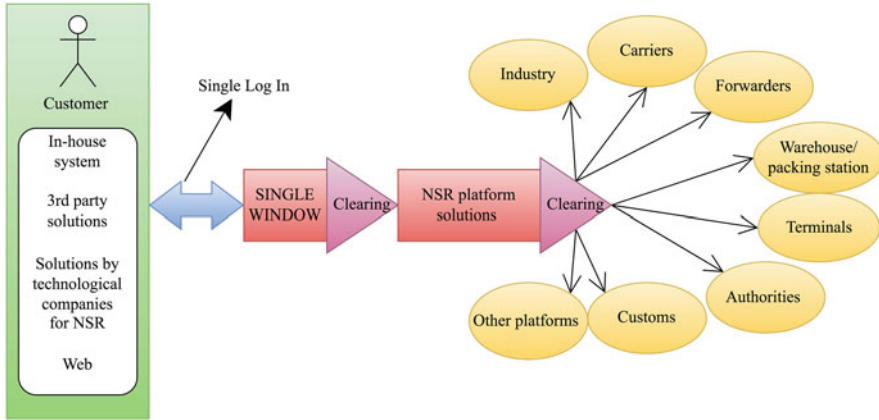 Customer
In-house
system
3rd party
solutions
Solutions by
technological
companies
for NSR
Web
Single Log In
SINGLE
WINDOW
Clearing
NSR platform
solutions
Clearing
Industry
Carriers
Forwarders
Warehouse/
packing station
Terminals
Authorities
Customs
Other platforms